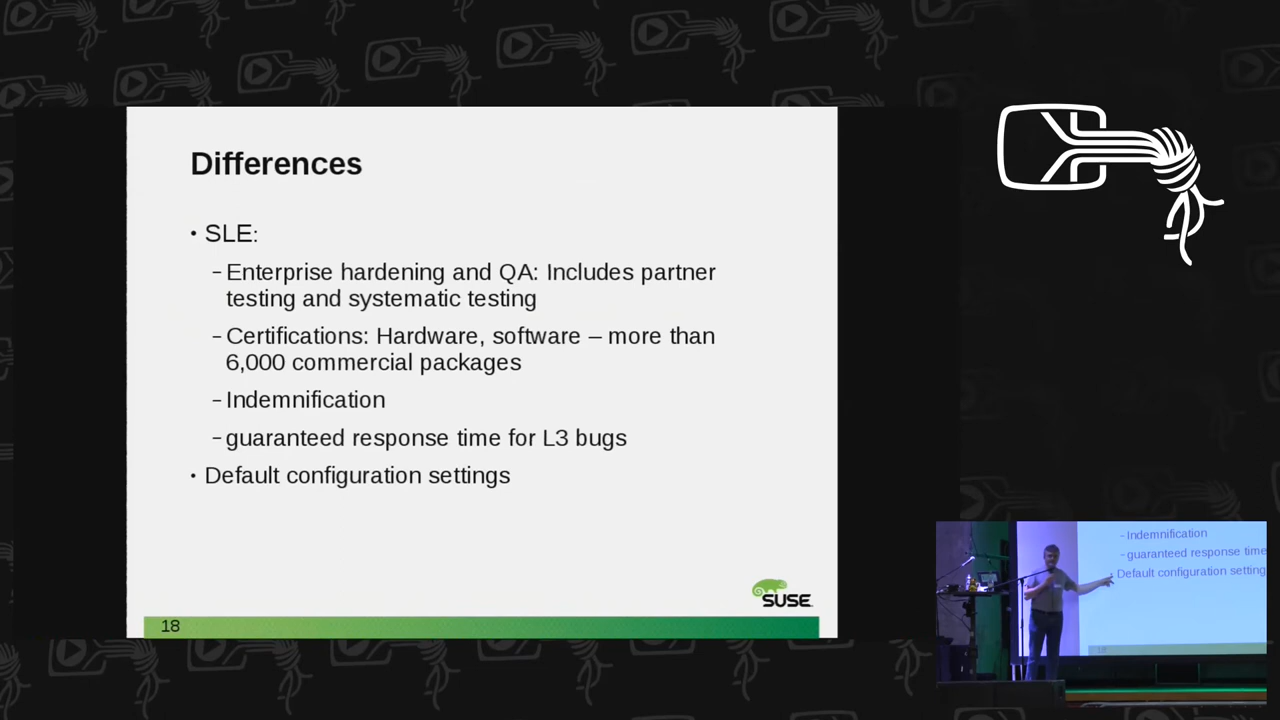 Differences
• SLE:
– Enterprise hardening and QA: Includes partner
testing and systematic testing
– Certifications: Hardware, software – more than
6,000 commercial packages
– Indemnification
– guaranteed response time for L3 bugs
• Default configuration settings
SUSE
18
– Indemnification
– guaranteed response time
• Default configuration setting
18